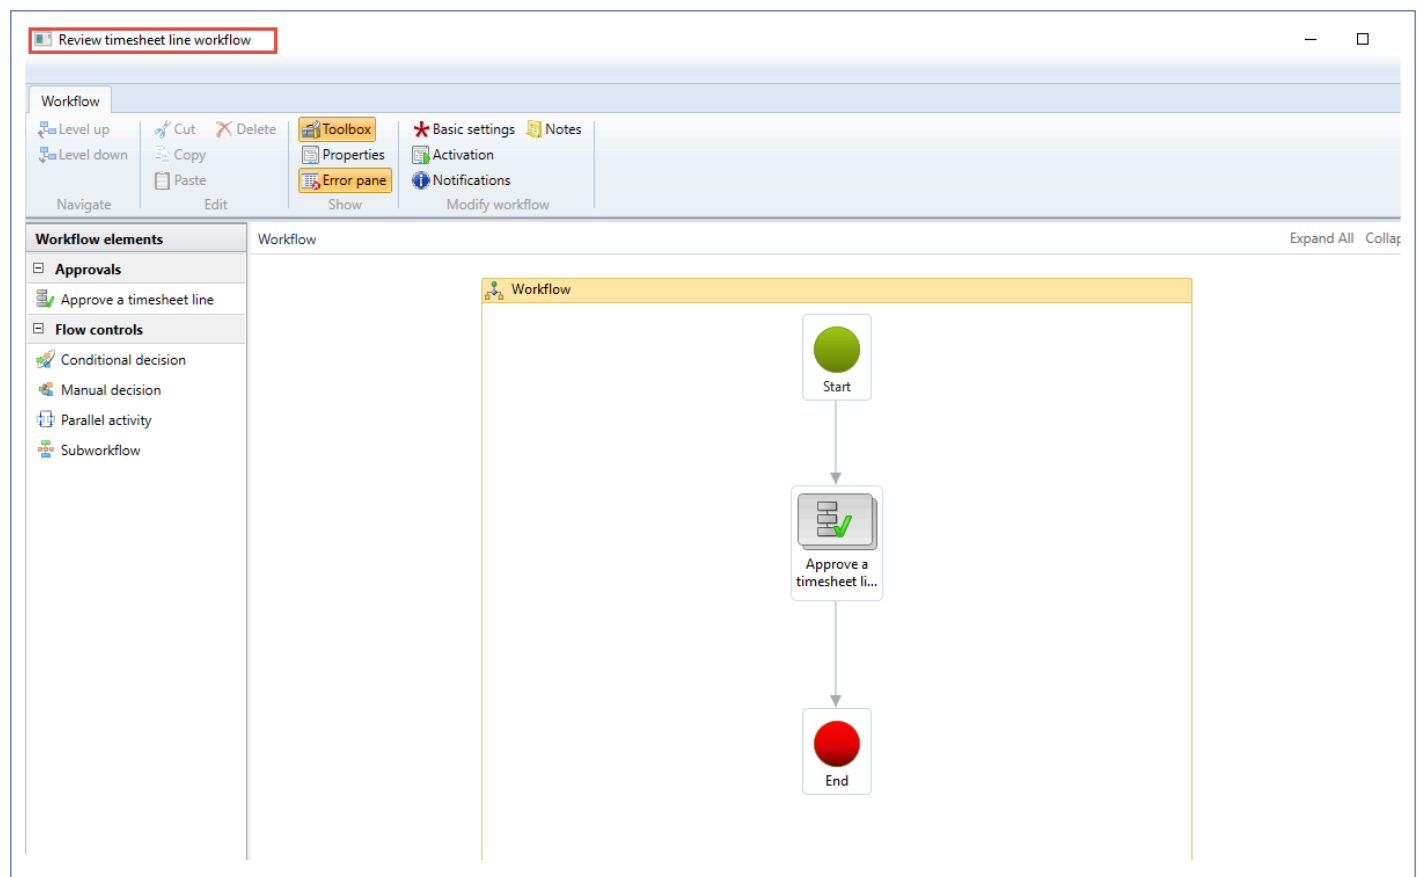 Review timesheet line workflow
Workflow
Level up
Cut
Delete
Toolbox
Basic settings
Notes
Level down
Copy
Properties
Activation
Paste
Error pane
Notifications
Navigate
Edit
Show
Modify workflow
Workflow elements
Workflow
Expand All
Collap
Approvals
Approve a timesheet line
Flow controls
Conditional decision
Manual decision
Parallel activity
Subworkflow
Workflow
Start
Approve a
timesheet li...
End